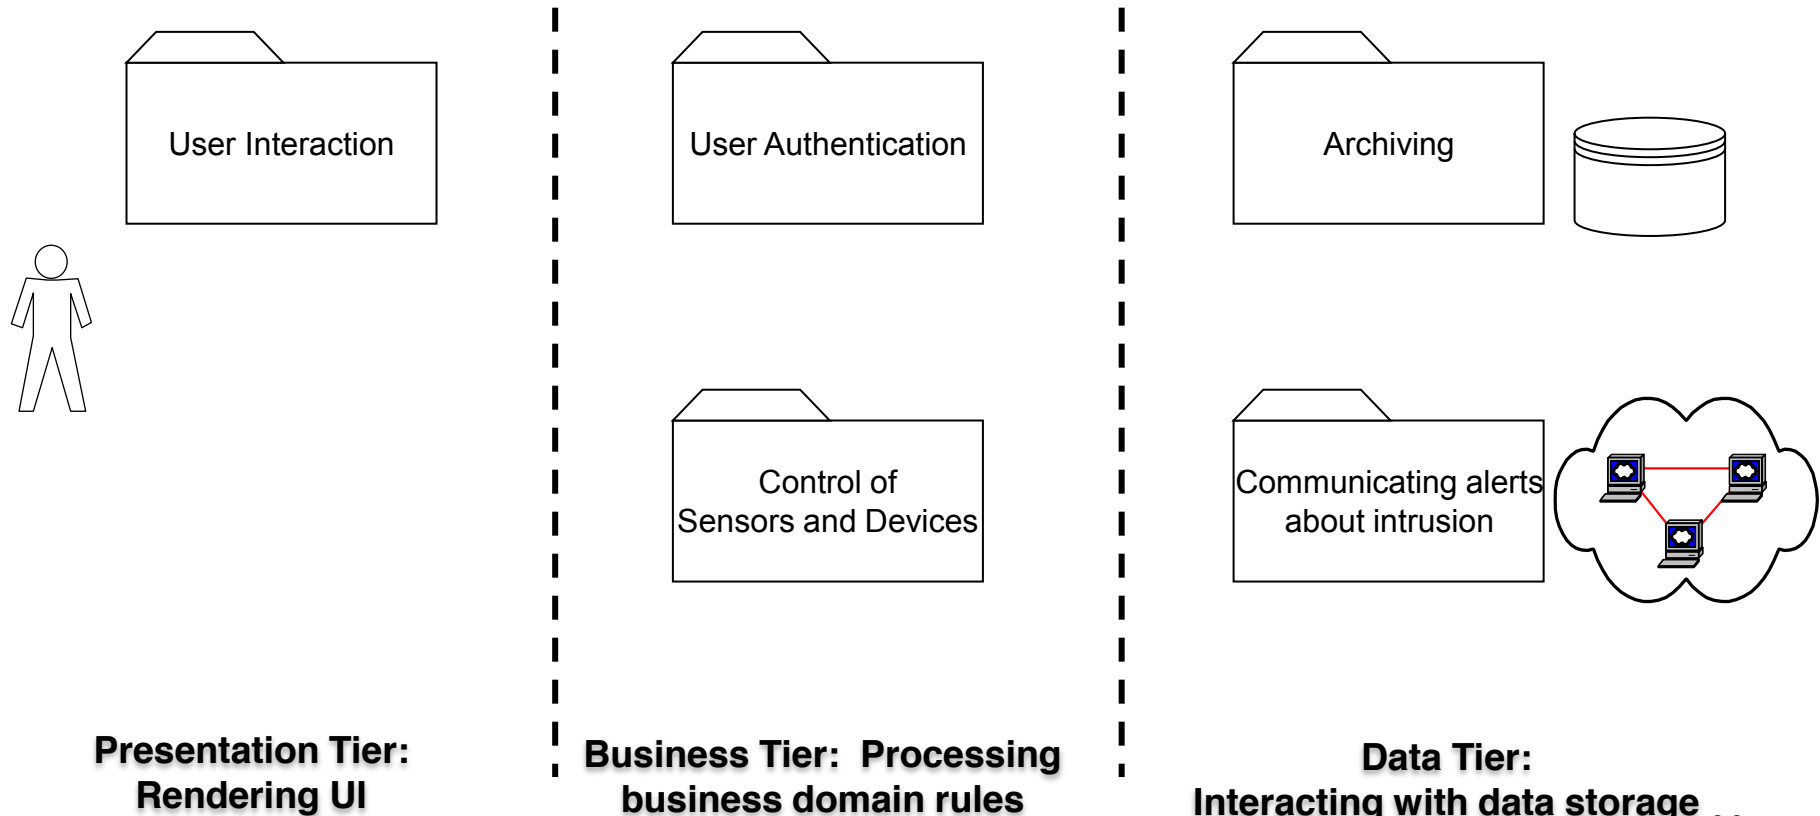 User Interaction
User Authentication
Archiving
Control of
Sensors and Devices
Communicating alerts
about intrusion
Presentation Tier:
Rendering UI
Business Tier: Processing
business domain rules
Data Tier:
Interacting with data storage